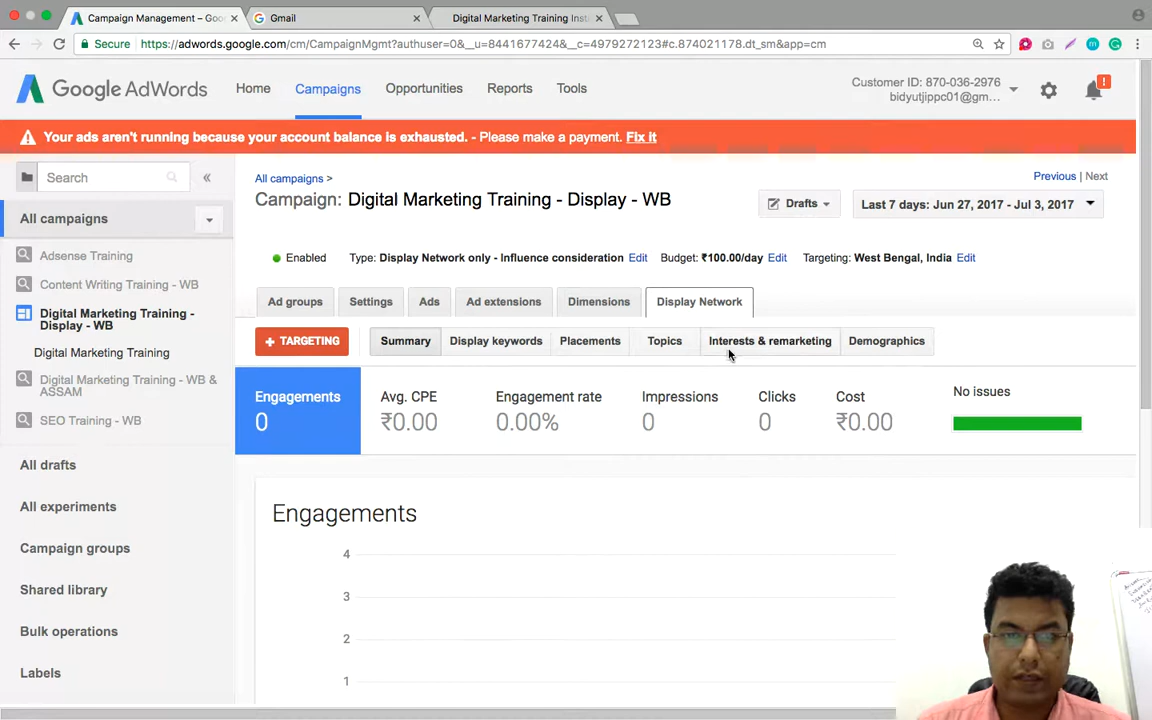 Campaign Management – Goo
Gmail
Digital Marketing Training Inst
Secure
https://adwords.google.com/cm/CampaignMgmt?authuser=0&__u=8441677424&__c=4979272123#c.874021178.dt_sm&app=cm
Google AdWords
Home
Campaigns
Opportunities
Reports
Tools
Customer ID: 870-036-2976
bidyutjippc01@gm...
!
Your ads aren't running because your account balance is exhausted. - Please make a payment. Fix it
Search
«
All campaigns >
Previous | Next
Campaign: Digital Marketing Training - Display - WB
Drafts
Last 7 days: Jun 27, 2017 - Jul 3, 2017
All campaigns
Adsense Training
Content Writing Training - WB
Digital Marketing Training -
Display - WB
Digital Marketing Training
Digital Marketing Training - WB &
ASSAM
SEO Training - WB
All drafts
All experiments
Campaign groups
Shared library
Bulk operations
Labels
Enabled
Type: Display Network only - Influence consideration Edit
Budget: ₹100.00/day Edit
Targeting: West Bengal, India Edit
Ad groups
Settings
Ads
Ad extensions
Dimensions
Display Network
+ TARGETING
Summary
Display keywords
Placements
Topics
Interests & remarketing
Demographics
Engagements
0
Avg. CPE
₹0.00
Engagement rate
0.00%
Impressions
0
Clicks
0
Cost
₹0.00
No issues
Engagements
4
3
2
1